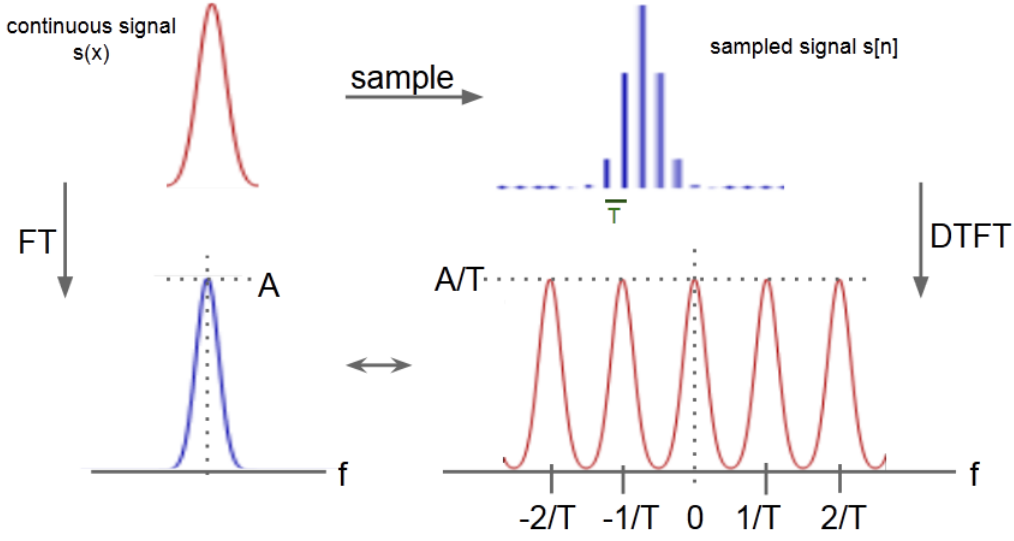 continuous signal
s(x)
sample
sampled signal s[n]
T
FT
DTFT
A
A/T
f
f
-2/T
-1/T
0
1/T
2/T